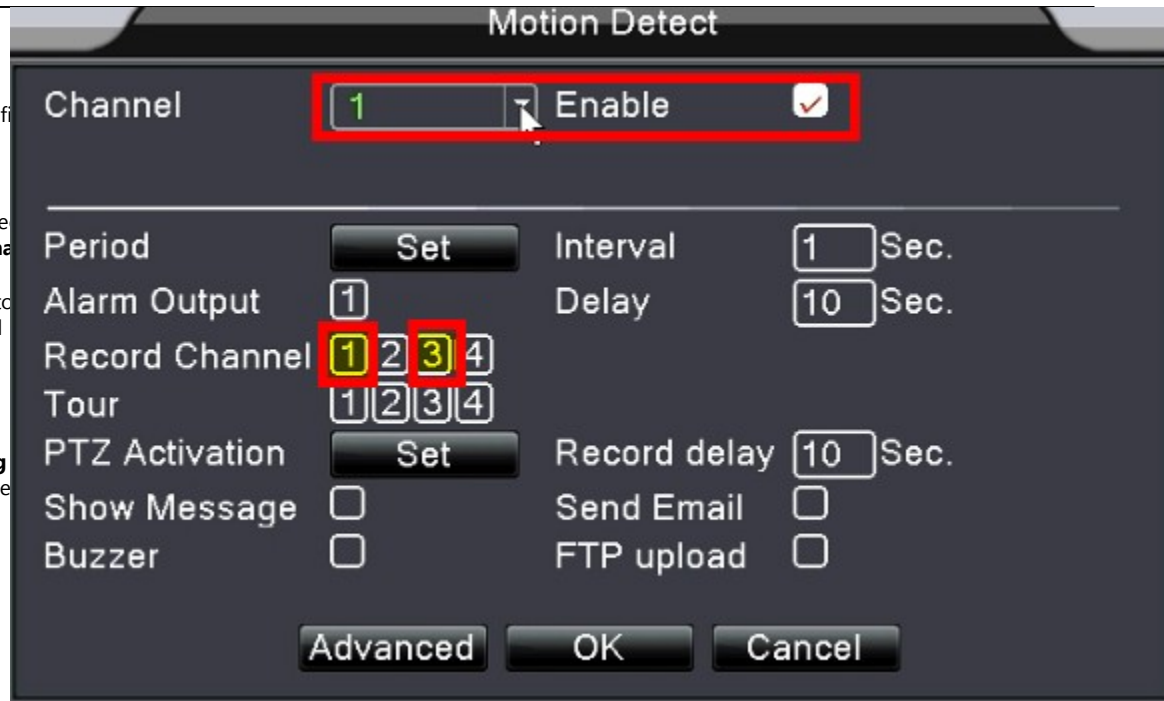 Motion Detect
Channel 1 Enable
Period Set Interval 1 Sec.
Alarm Output 1 Delay 10 Sec.
Record Channel 1 2 3 4
Tour 1 2 3 4
PTZ Activation Set Record delay 10 Sec.
Show Message Send Email
Buzzer FTP upload
Advanced OK Cancel